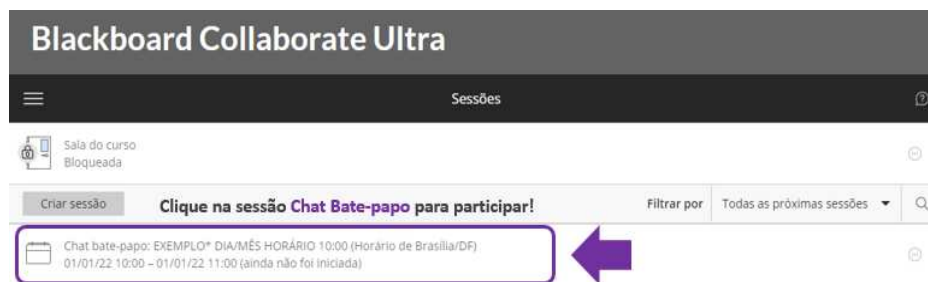 Blackboard Collaborate Ultra
Sessões
Sala do curso
Bloqueada
Criar sessão Clique na sessão Chat Bate-papo para participar! Filtrar por Todas as próximas sessões
Chat bate-papo: EXEMPLO* DIA/MÊS HORÁRIO 10:00 (Horário de Brasília/DF)
01/01/22 10:00 – 01/01/22 11:00 (ainda não foi iniciada)